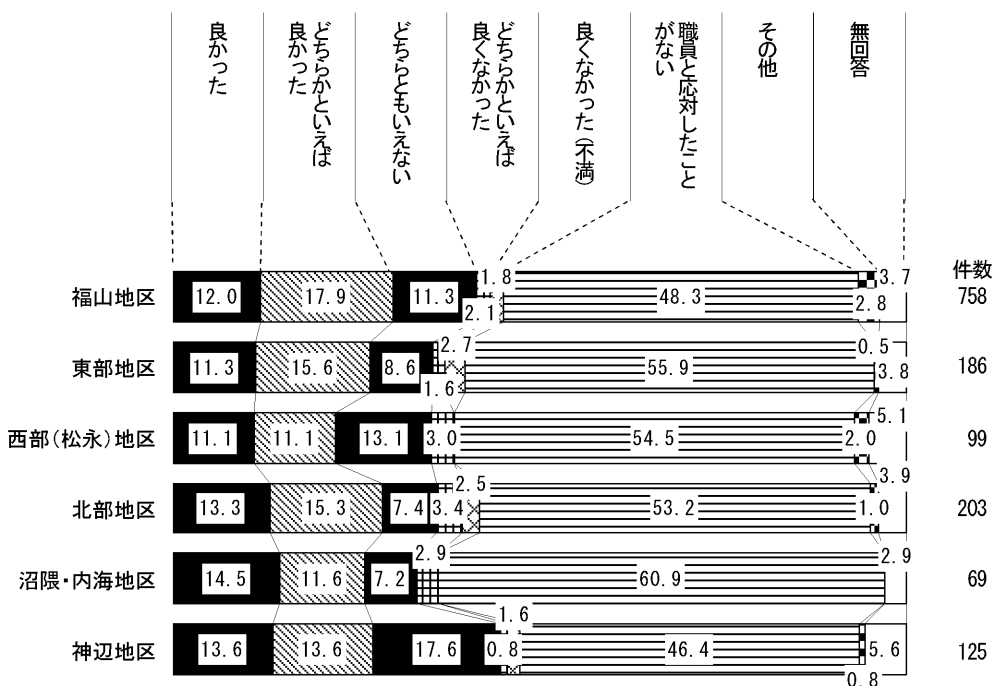 良かった
どちらかといえば
良かった
どちらともいえない
どちらかといえば
良くなかった
良くなかった（不満）
職員と応対したこと
がない
その他
無回答
件数
福山地区 12.0 17.9 11.3 2.1 1.8 48.3 2.8 3.7 758
東部地区 11.3 15.6 8.6 1.6 2.7 55.9 0.5 3.8 186
西部（松永）地区 11.1 11.1 13.1 3.0 54.5 2.0 5.1 99
北部地区 13.3 15.3 7.4 3.4 2.5 53.2 1.0 3.9 203
沼隈・内海地区 14.5 11.6 7.2 2.9 60.9 2.9 69
神辺地区 13.6 13.6 17.6 0.8 1.6 46.4 0.8 5.6 125